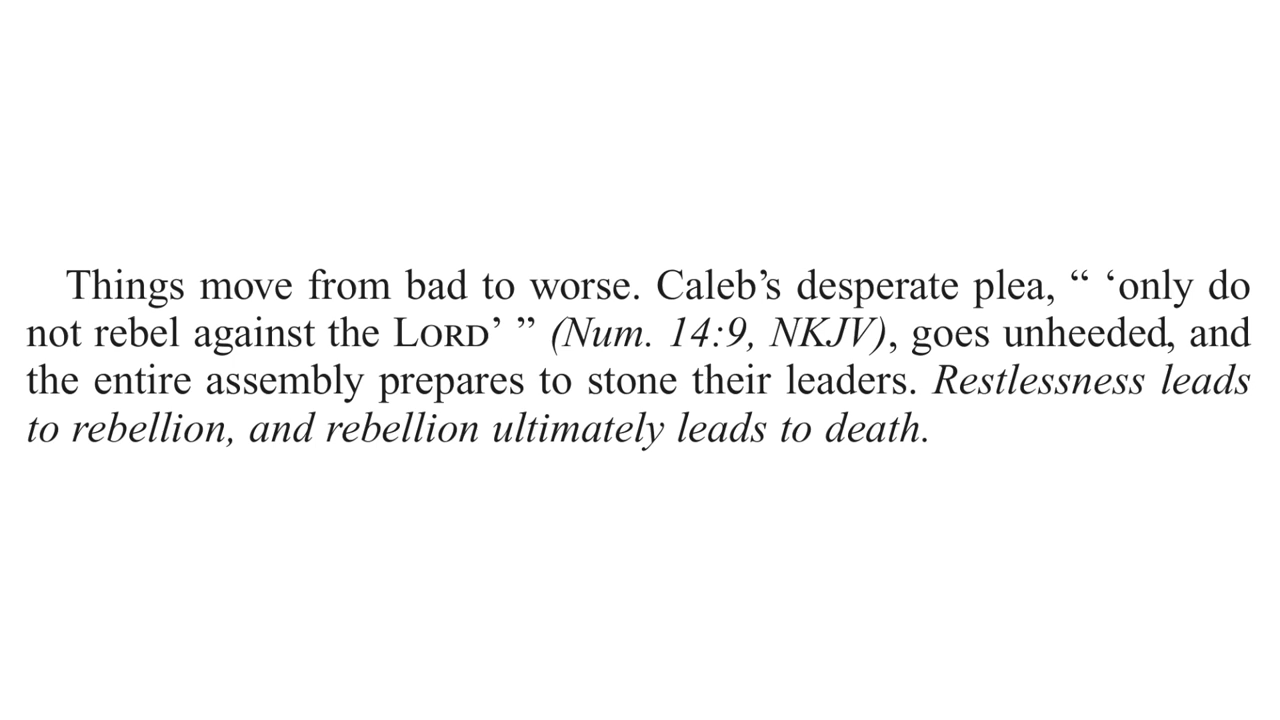 Things move from bad to worse. Caleb’s desperate plea, “ ‘only do
not rebel against the LORD’ ” (Num. 14:9, NKJV), goes unheeded, and
the entire assembly prepares to stone their leaders. Restlessness leads
to rebellion, and rebellion ultimately leads to death.